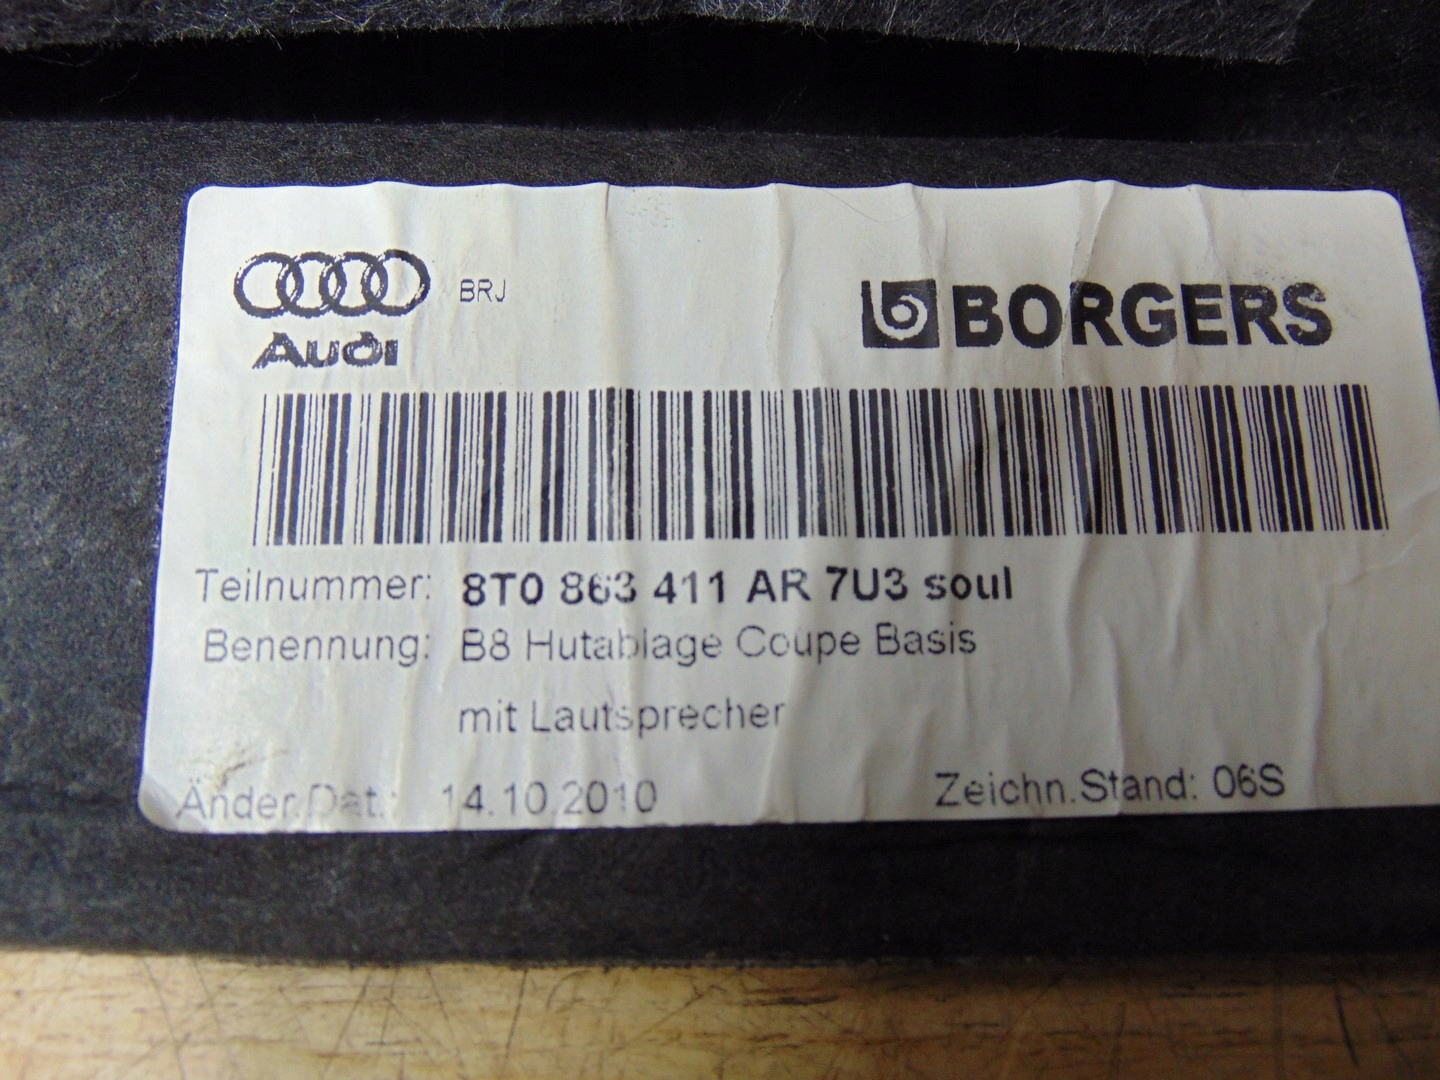 BRJ
Audi
BORGERS
Teilnummer: 8T0 863 411 AR 7U3 soul
Benennung: B8 Hutablage Coupe Basis
mit Lautsprecher
Änder.Dat.: 14.10.2010
Zeichn.Stand: 06S